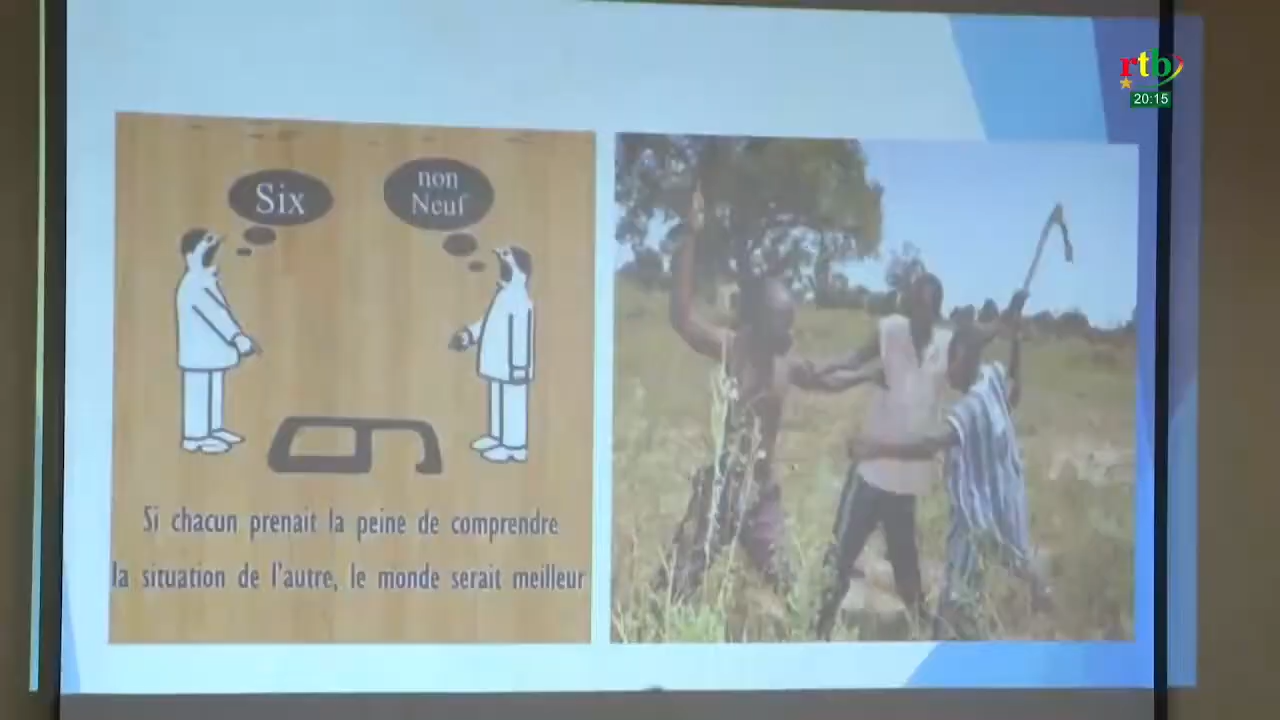 rtb
20:15
Six
non
Neuf
Si chacun prenait la peine de comprendre
la situation de l'autre, le monde serait meilleur